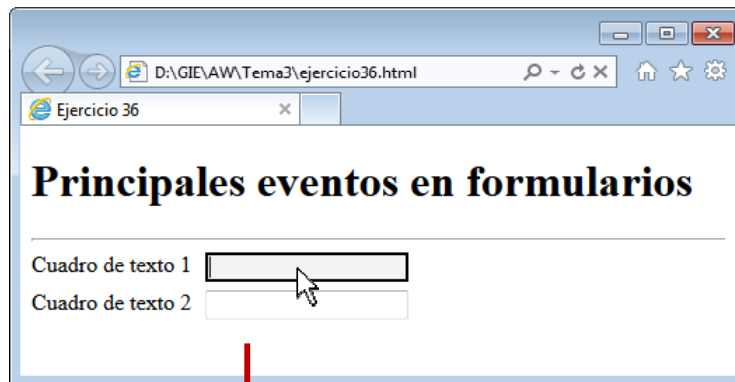 D:\GIE\AW\Tema3\ejercicio36.html
Ejercicio 36
Principales eventos en formularios
Cuadro de texto 1
Cuadro de texto 2